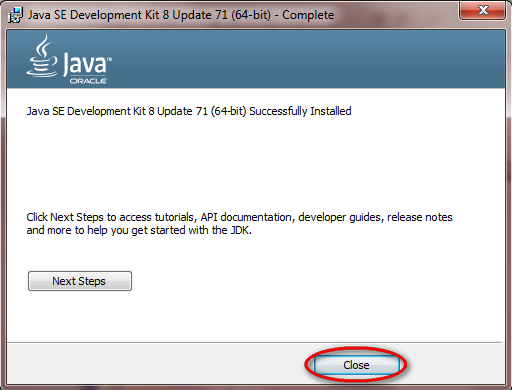 Java SE Development Kit 8 Update 71 (64-bit) - Complete
Java™
ORACLE
Java SE Development Kit 8 Update 71 (64-bit) Successfully Installed
Click Next Steps to access tutorials, API documentation, developer guides, release notes
and more to help you get started with the JDK.
Next Steps
Close